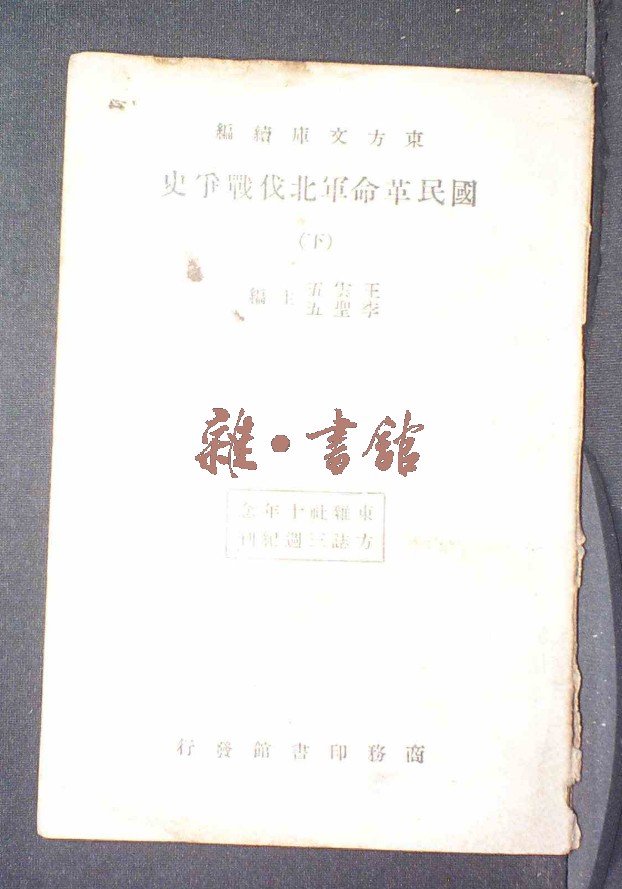 東方文庫續編
國民革命軍北伐戰爭史
(下)
王雲五
李聖五
主編
雜·書館
東方雜誌社三十週年紀念刊
商務印書館發行